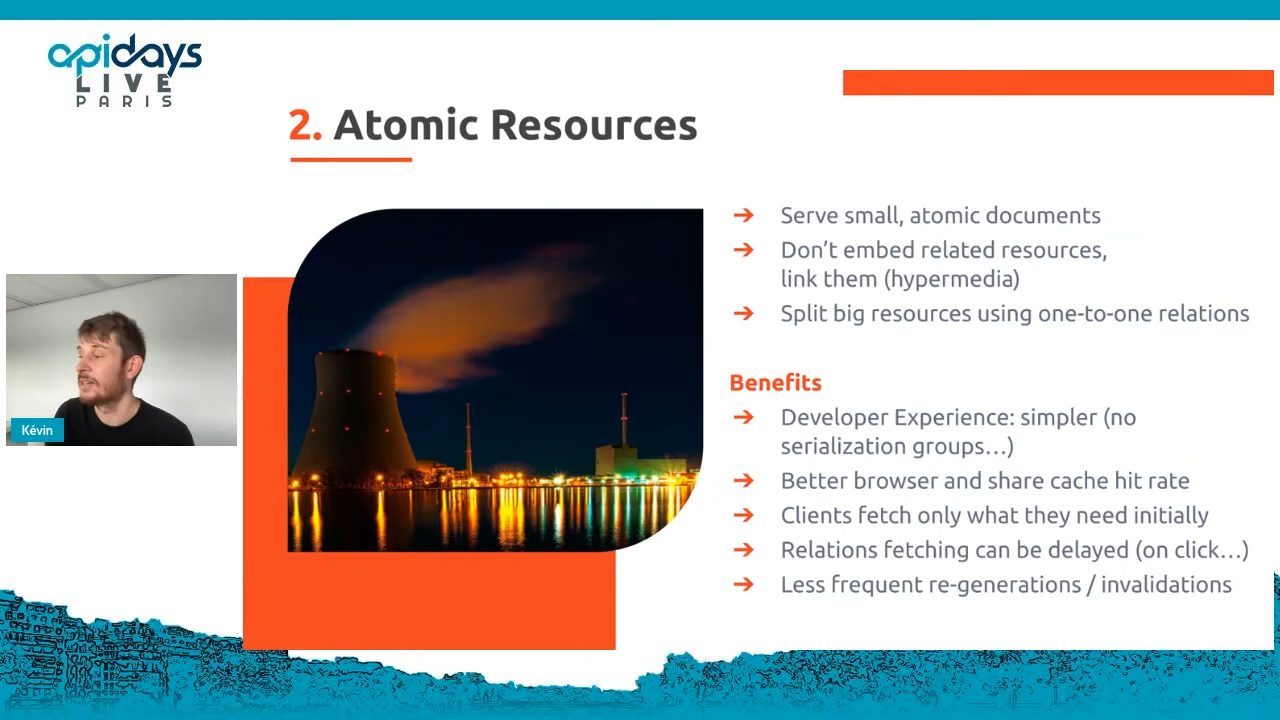 apidays
LIVE
PARIS
2. Atomic Resources
➔ Serve small, atomic documents
➔ Don’t embed related resources,
link them (hypermedia)
➔ Split big resources using one-to-one relations
Benefits
➔ Developer Experience: simpler (no
serialization groups…)
➔ Better browser and share cache hit rate
➔ Clients fetch only what they need initially
➔ Relations fetching can be delayed (on click…)
➔ Less frequent re-generations / invalidations
Kévin